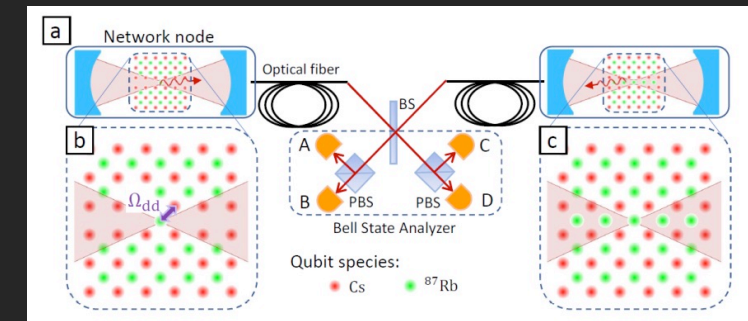 a
Network node
Optical fiber
BS
b
c
A
C
B
PBS
PBS
D
Ωdd
Bell State Analyzer
Qubit species:
Cs
⁸⁷Rb